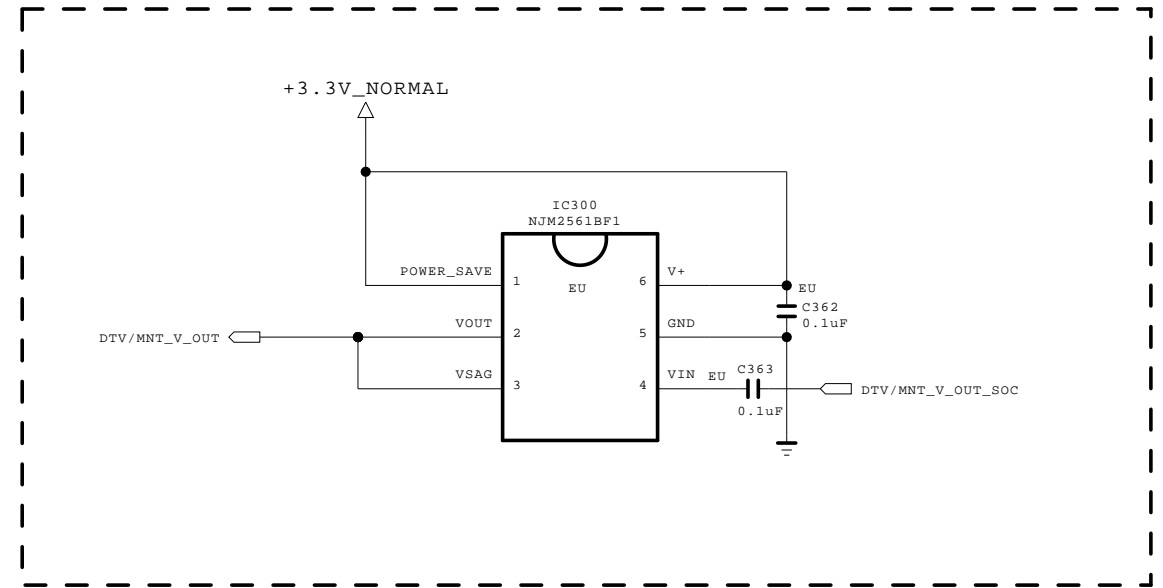 +3.3V_NORMAL
IC300
NJM2561BF1
POWER_SAVE
1
EU
6
V+
EU
C362
0.1uF
DTV/MNT_V_OUT
VOUT
2
5
GND
VSAG
3
4
VIN
EU
C363
0.1uF
DTV/MNT_V_OUT_SOC